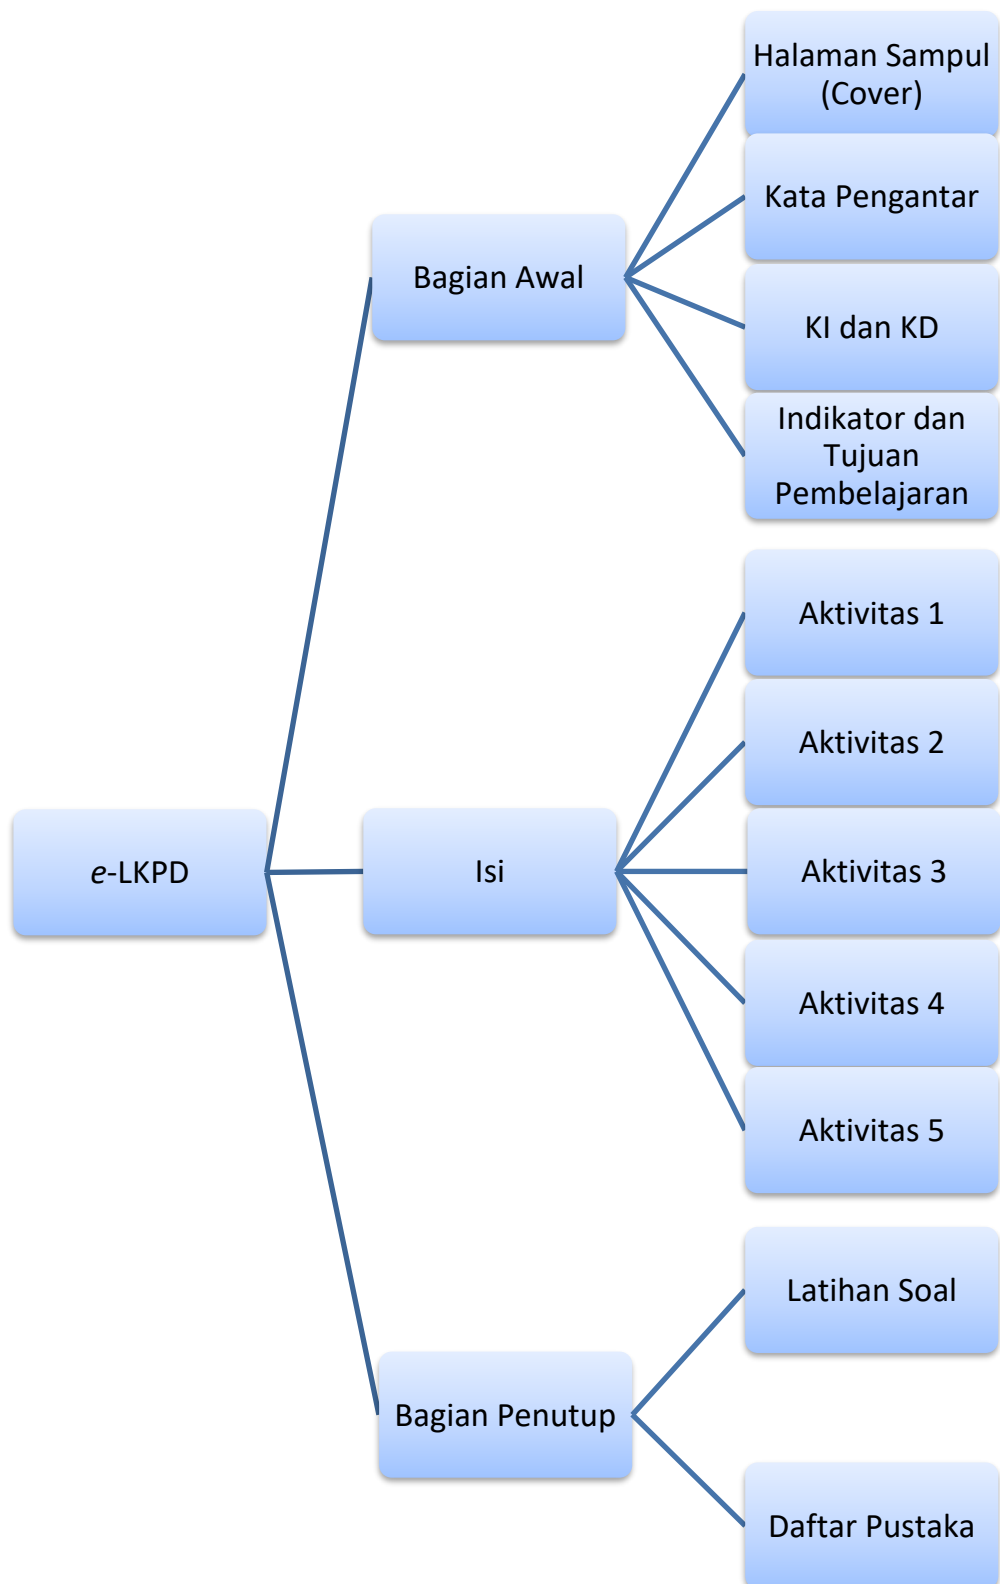 Halaman Sampul
(Cover)
Kata Pengantar
Bagian Awal
KI dan KD
Indikator dan
Tujuan
Pembelajaran
Aktivitas 1
Aktivitas 2
e-LKPD
Isi
Aktivitas 3
Aktivitas 4
Aktivitas 5
Latihan Soal
Bagian Penutup
Daftar Pustaka